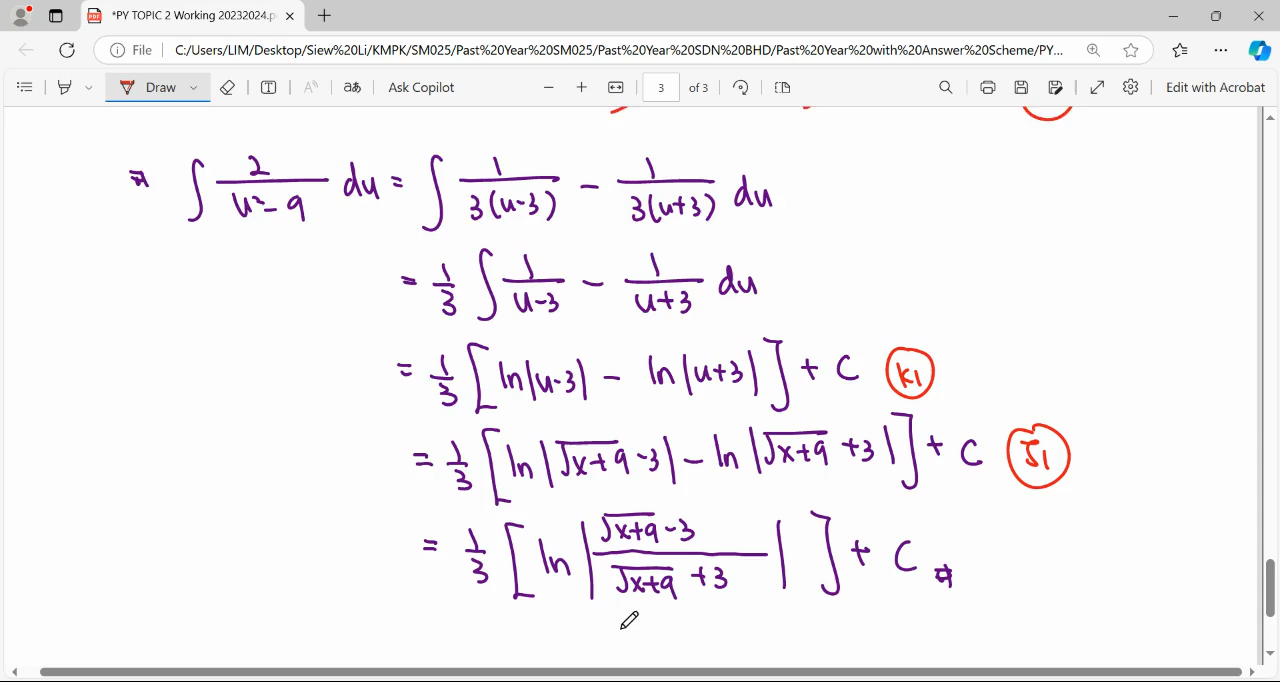 *PY TOPIC 2 Working 20232024.p
File C:/Users/LIM/Desktop/Siew%20Li/KMPK/SM025/Past%20Year%20SM025/Past%20Year%20SDN%20BHD/Past%20Year%20with%20Answer%20Scheme/PY...
Draw aあ Ask Copilot 3 of 3 Edit with Acrobat
∫ 2/(u²-9) du = ∫ 1/(3(u-3)) - 1/(3(u+3)) du
= 1/3 ∫ 1/(u-3) - 1/(u+3) du
= 1/3 [ln|u-3| - ln|u+3|] + C K1
= 1/3 [ln|√(x+9) -3| - ln|√(x+9) +3|] + C J1
= 1/3 [ln|(√(x+9) -3)/(√(x+9) +3)|] + C